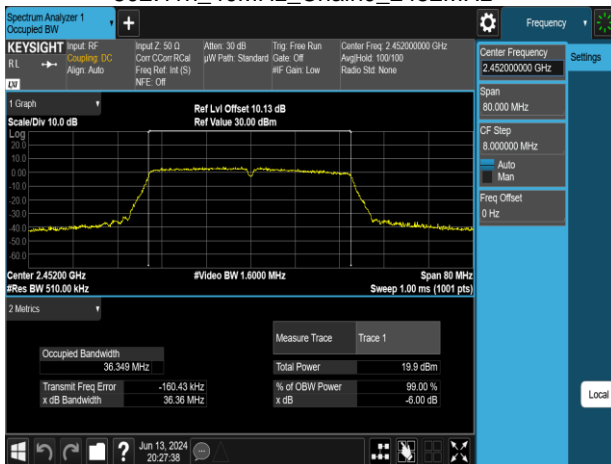 Spectrum Analyzer 1
Occupied BW
+
Frequency
KEYSIGHT Input: RF
RL Coupling: DC
Align: Auto
LXI
Input Z: 50 Ω
Corr CCorr RCal
Freq Ref: Int (S)
NFE: Off
Atten: 30 dB
µW Path: Standard
Trig: Free Run
Gate: Off
#IF Gain: Low
Center Freq: 2.452000000 GHz
Avg|Hold: 100/100
Radio Std: None
Center Frequency
2.452000000 GHz
Settings
Span
80.000 MHz
CF Step
8.000000 MHz
Auto
Man
Freq Offset
0 Hz
1 Graph
Ref Lvl Offset 10.13 dB
Scale/Div 10.0 dB
Ref Value 30.00 dBm
Log
20.0
10.0
0.00
-10.0
-20.0
-30.0
-40.0
-50.0
-60.0
Center 2.45200 GHz
#Video BW 1.6000 MHz
Span 80 MHz
#Res BW 510.00 kHz
Sweep 1.00 ms (1001 pts)
2 Metrics
Measure Trace Trace 1
Occupied Bandwidth
36.349 MHz
Total Power 19.9 dBm
Transmit Freq Error -160.43 kHz
% of OBW Power 99.00 %
x dB Bandwidth 36.36 MHz
x dB -6.00 dB
Local
?
Jun 13, 2024
20:27:38